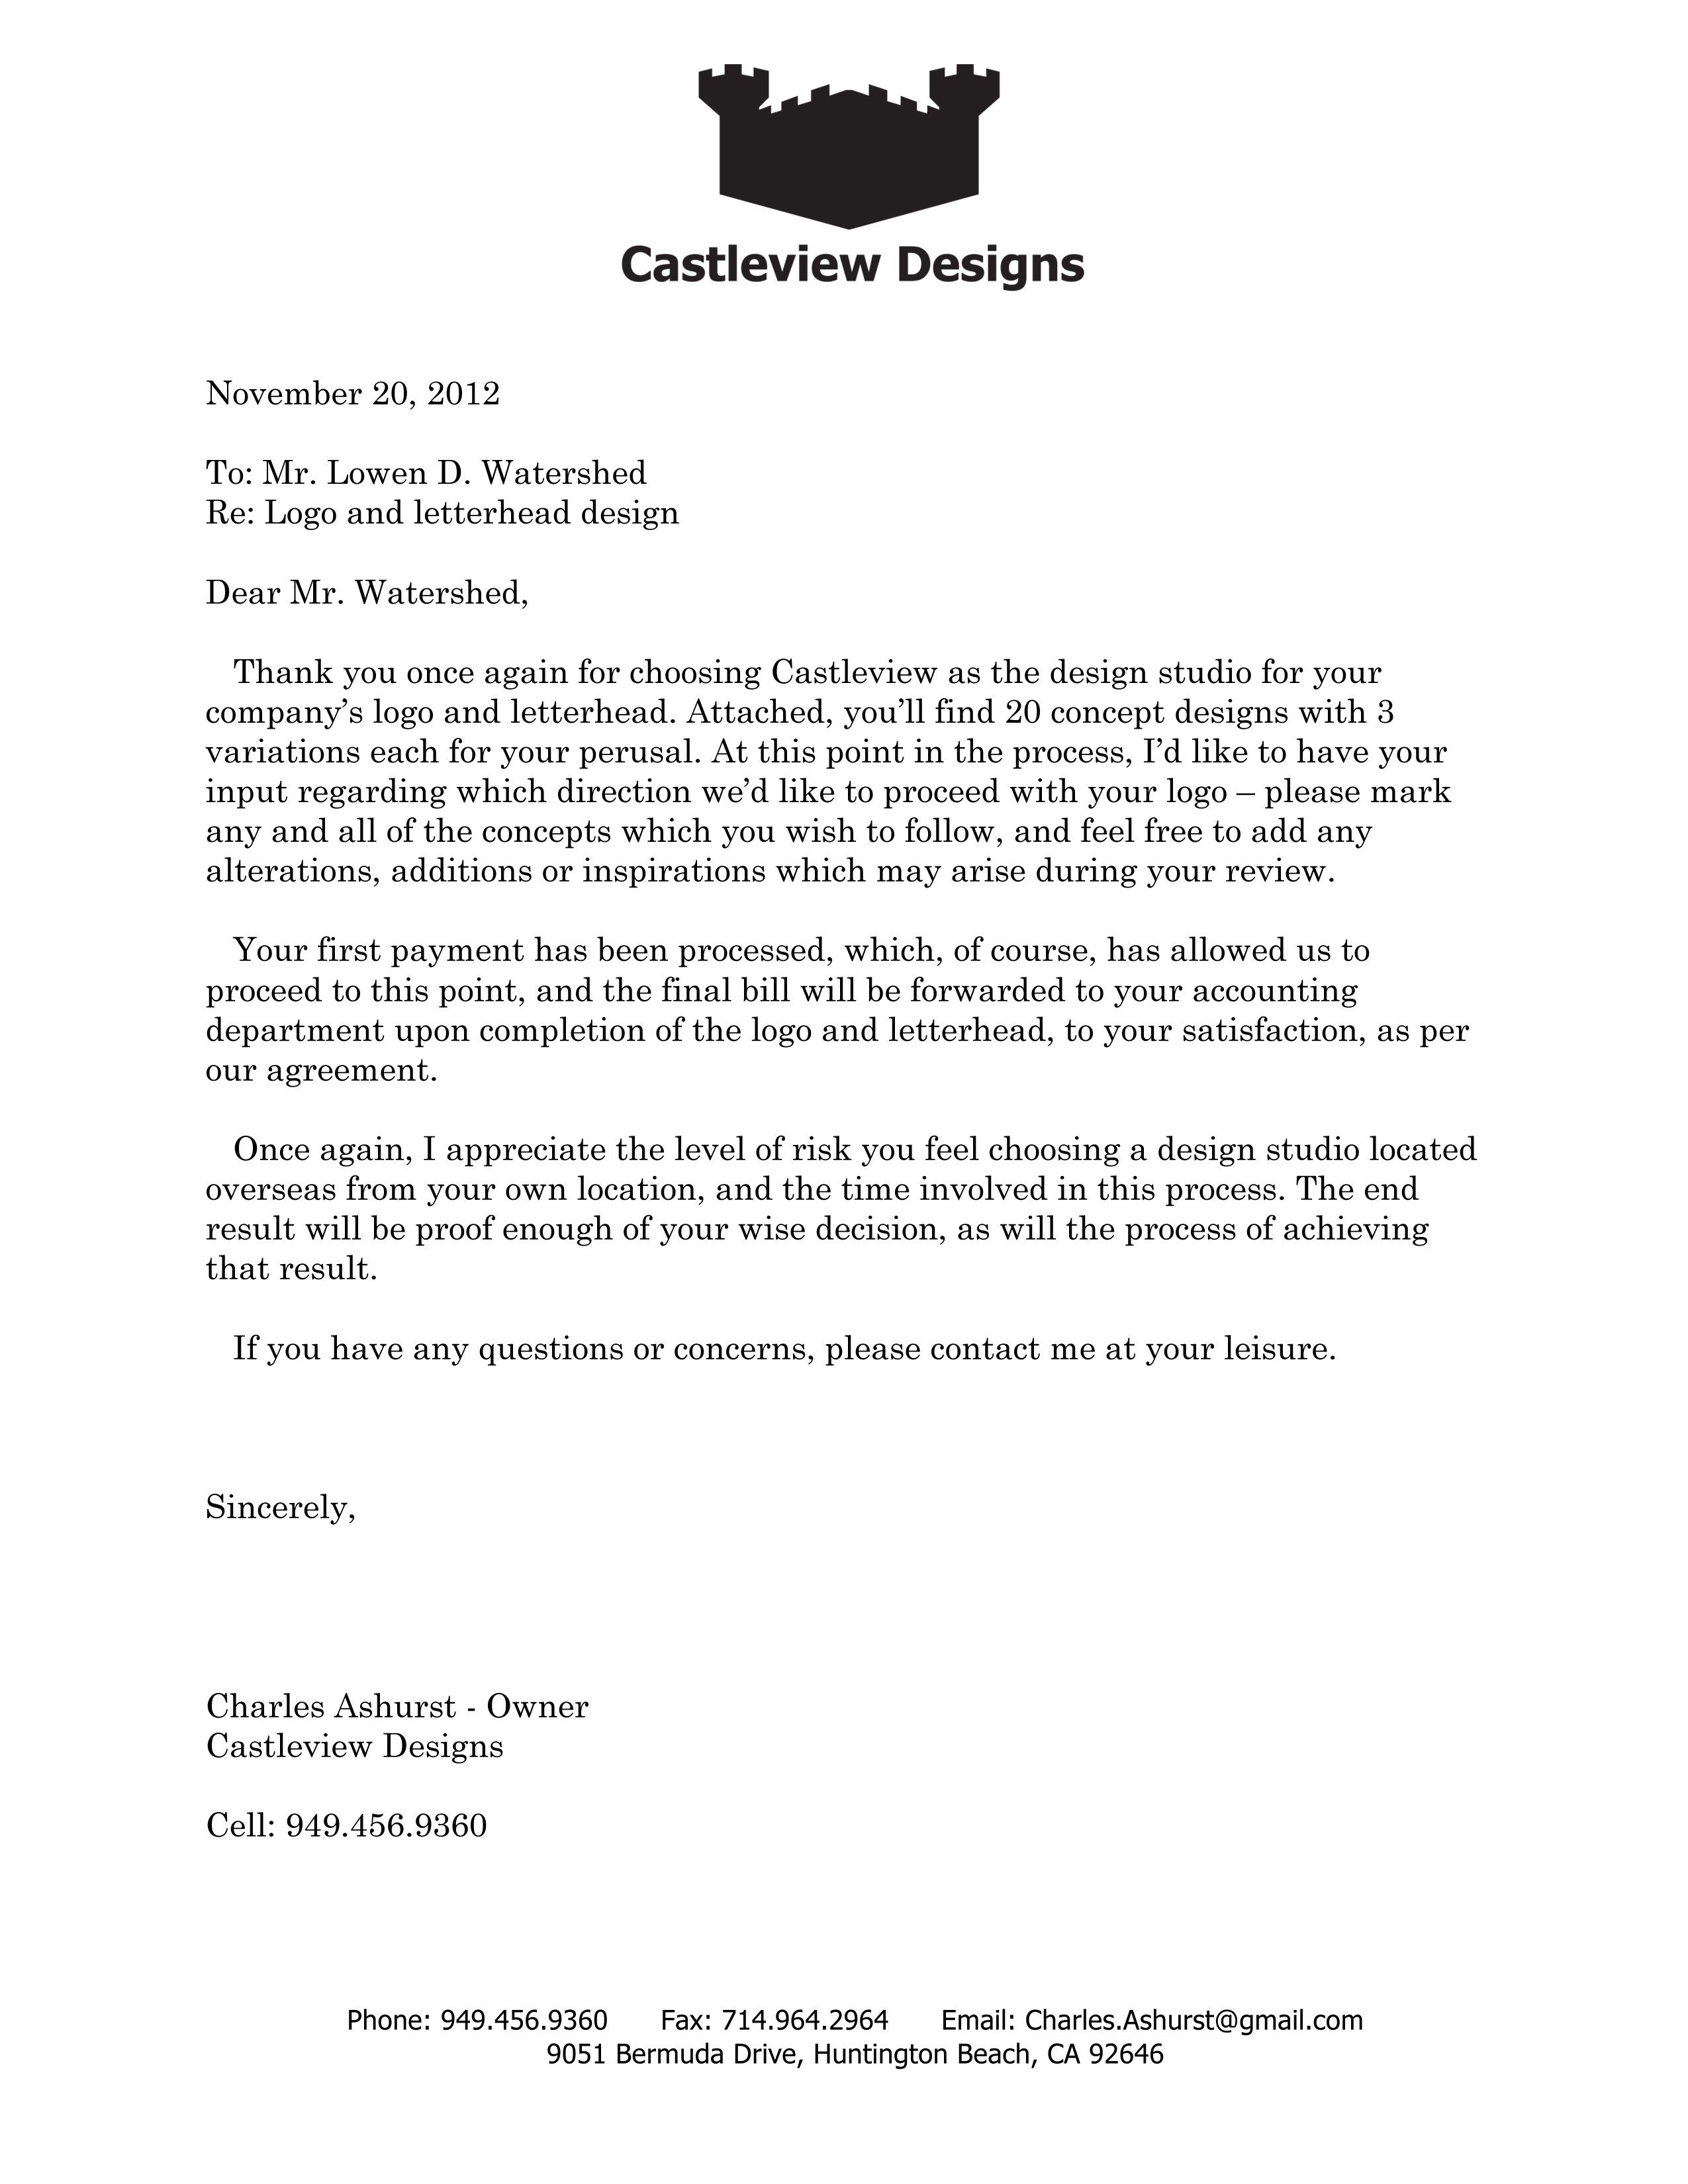 Castleview Designs
November 20, 2012
To: Mr. Lowen D. Watershed
Re: Logo and letterhead design
Dear Mr. Watershed,
Thank you once again for choosing Castleview as the design studio for your
company’s logo and letterhead. Attached, you’ll find 20 concept designs with 3
variations each for your perusal. At this point in the process, I’d like to have your
input regarding which direction we’d like to proceed with your logo – please mark
any and all of the concepts which you wish to follow, and feel free to add any
alterations, additions or inspirations which may arise during your review.
Your first payment has been processed, which, of course, has allowed us to
proceed to this point, and the final bill will be forwarded to your accounting
department upon completion of the logo and letterhead, to your satisfaction, as per
our agreement.
Once again, I appreciate the level of risk you feel choosing a design studio located
overseas from your own location, and the time involved in this process. The end
result will be proof enough of your wise decision, as will the process of achieving
that result.
If you have any questions or concerns, please contact me at your leisure.
Sincerely,
Charles Ashurst - Owner
Castleview Designs
Cell: 949.456.9360
Phone: 949.456.9360 Fax: 714.964.2964 Email: Charles.Ashurst@gmail.com
9051 Bermuda Drive, Huntington Beach, CA 92646